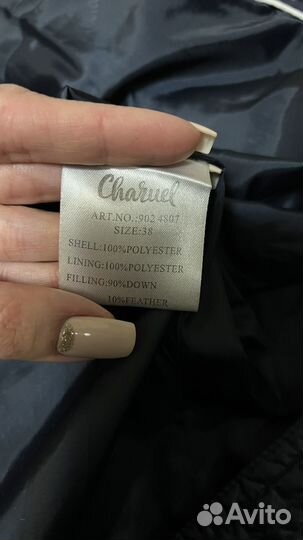 Charuel
ART.NO.:902 4807
SIZE:38
SHELL:100%POLYESTER
LINING:100%POLYESTER
FILLING:90%DOWN
10%FEATHER
Avito